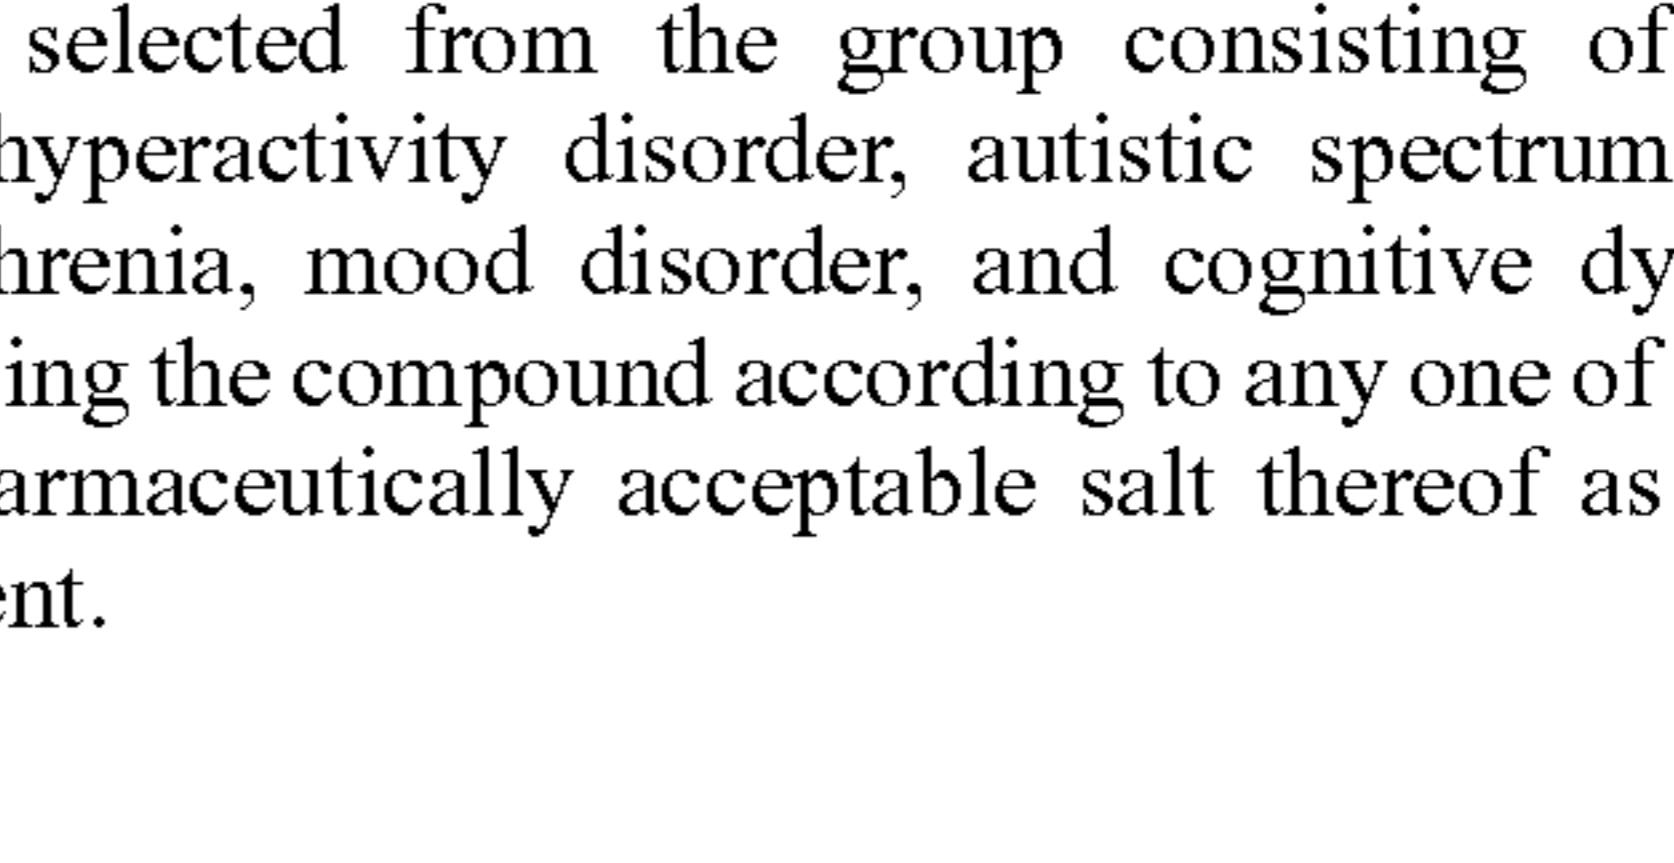 selected from the group consisting of
hyperactivity disorder, autistic spectrum
hrenia, mood disorder, and cognitive dy
ing the compound according to any one of
armaceutically acceptable salt thereof as
ent.